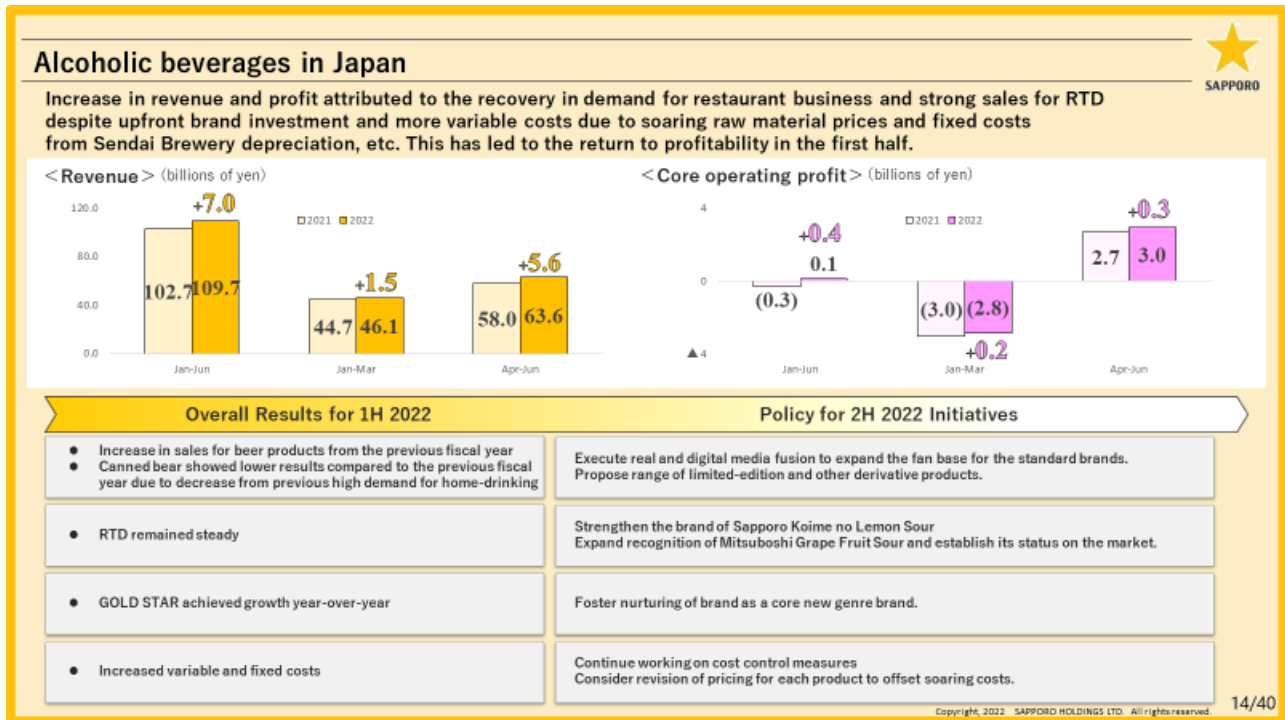 Alcoholic beverages in Japan
SAPPORO
Increase in revenue and profit attributed to the recovery in demand for restaurant business and strong sales for RTD
despite upfront brand investment and more variable costs due to soaring raw material prices and fixed costs
from Sendai Brewery depreciation, etc. This has led to the return to profitability in the first half.
<Revenue> (billions of yen)
120.0
80.0
40.0
0.0
□2021 ■2022
+7.0
102.7 109.7
+1.5
44.7 46.1
+5.6
58.0 63.6
Jan-Jun
Jan-Mar
Apr-Jun
<Core operating profit> (billions of yen)
4
0
▲4
□2021 ■2022
+0.4
0.1
(0.3)
(3.0) (2.8)
+0.2
+0.3
2.7 3.0
Jan-Jun
Jan-Mar
Apr-Jun
Overall Results for 1H 2022
Policy for 2H 2022 Initiatives
● Increase in sales for beer products from the previous fiscal year
● Canned bear showed lower results compared to the previous fiscal
year due to decrease from previous high demand for home-drinking
Execute real and digital media fusion to expand the fan base for the standard brands.
Propose range of limited-edition and other derivative products.
● RTD remained steady
Strengthen the brand of Sapporo Koime no Lemon Sour
Expand recognition of Mitsuboshi Grape Fruit Sour and establish its status on the market.
● GOLD STAR achieved growth year-over-year
Foster nurturing of brand as a core new genre brand.
● Increased variable and fixed costs
Continue working on cost control measures
Consider revision of pricing for each product to offset soaring costs.
Copyright, 2022 SAPPORO HOLDINGS LTD. All rights reserved.
14/40